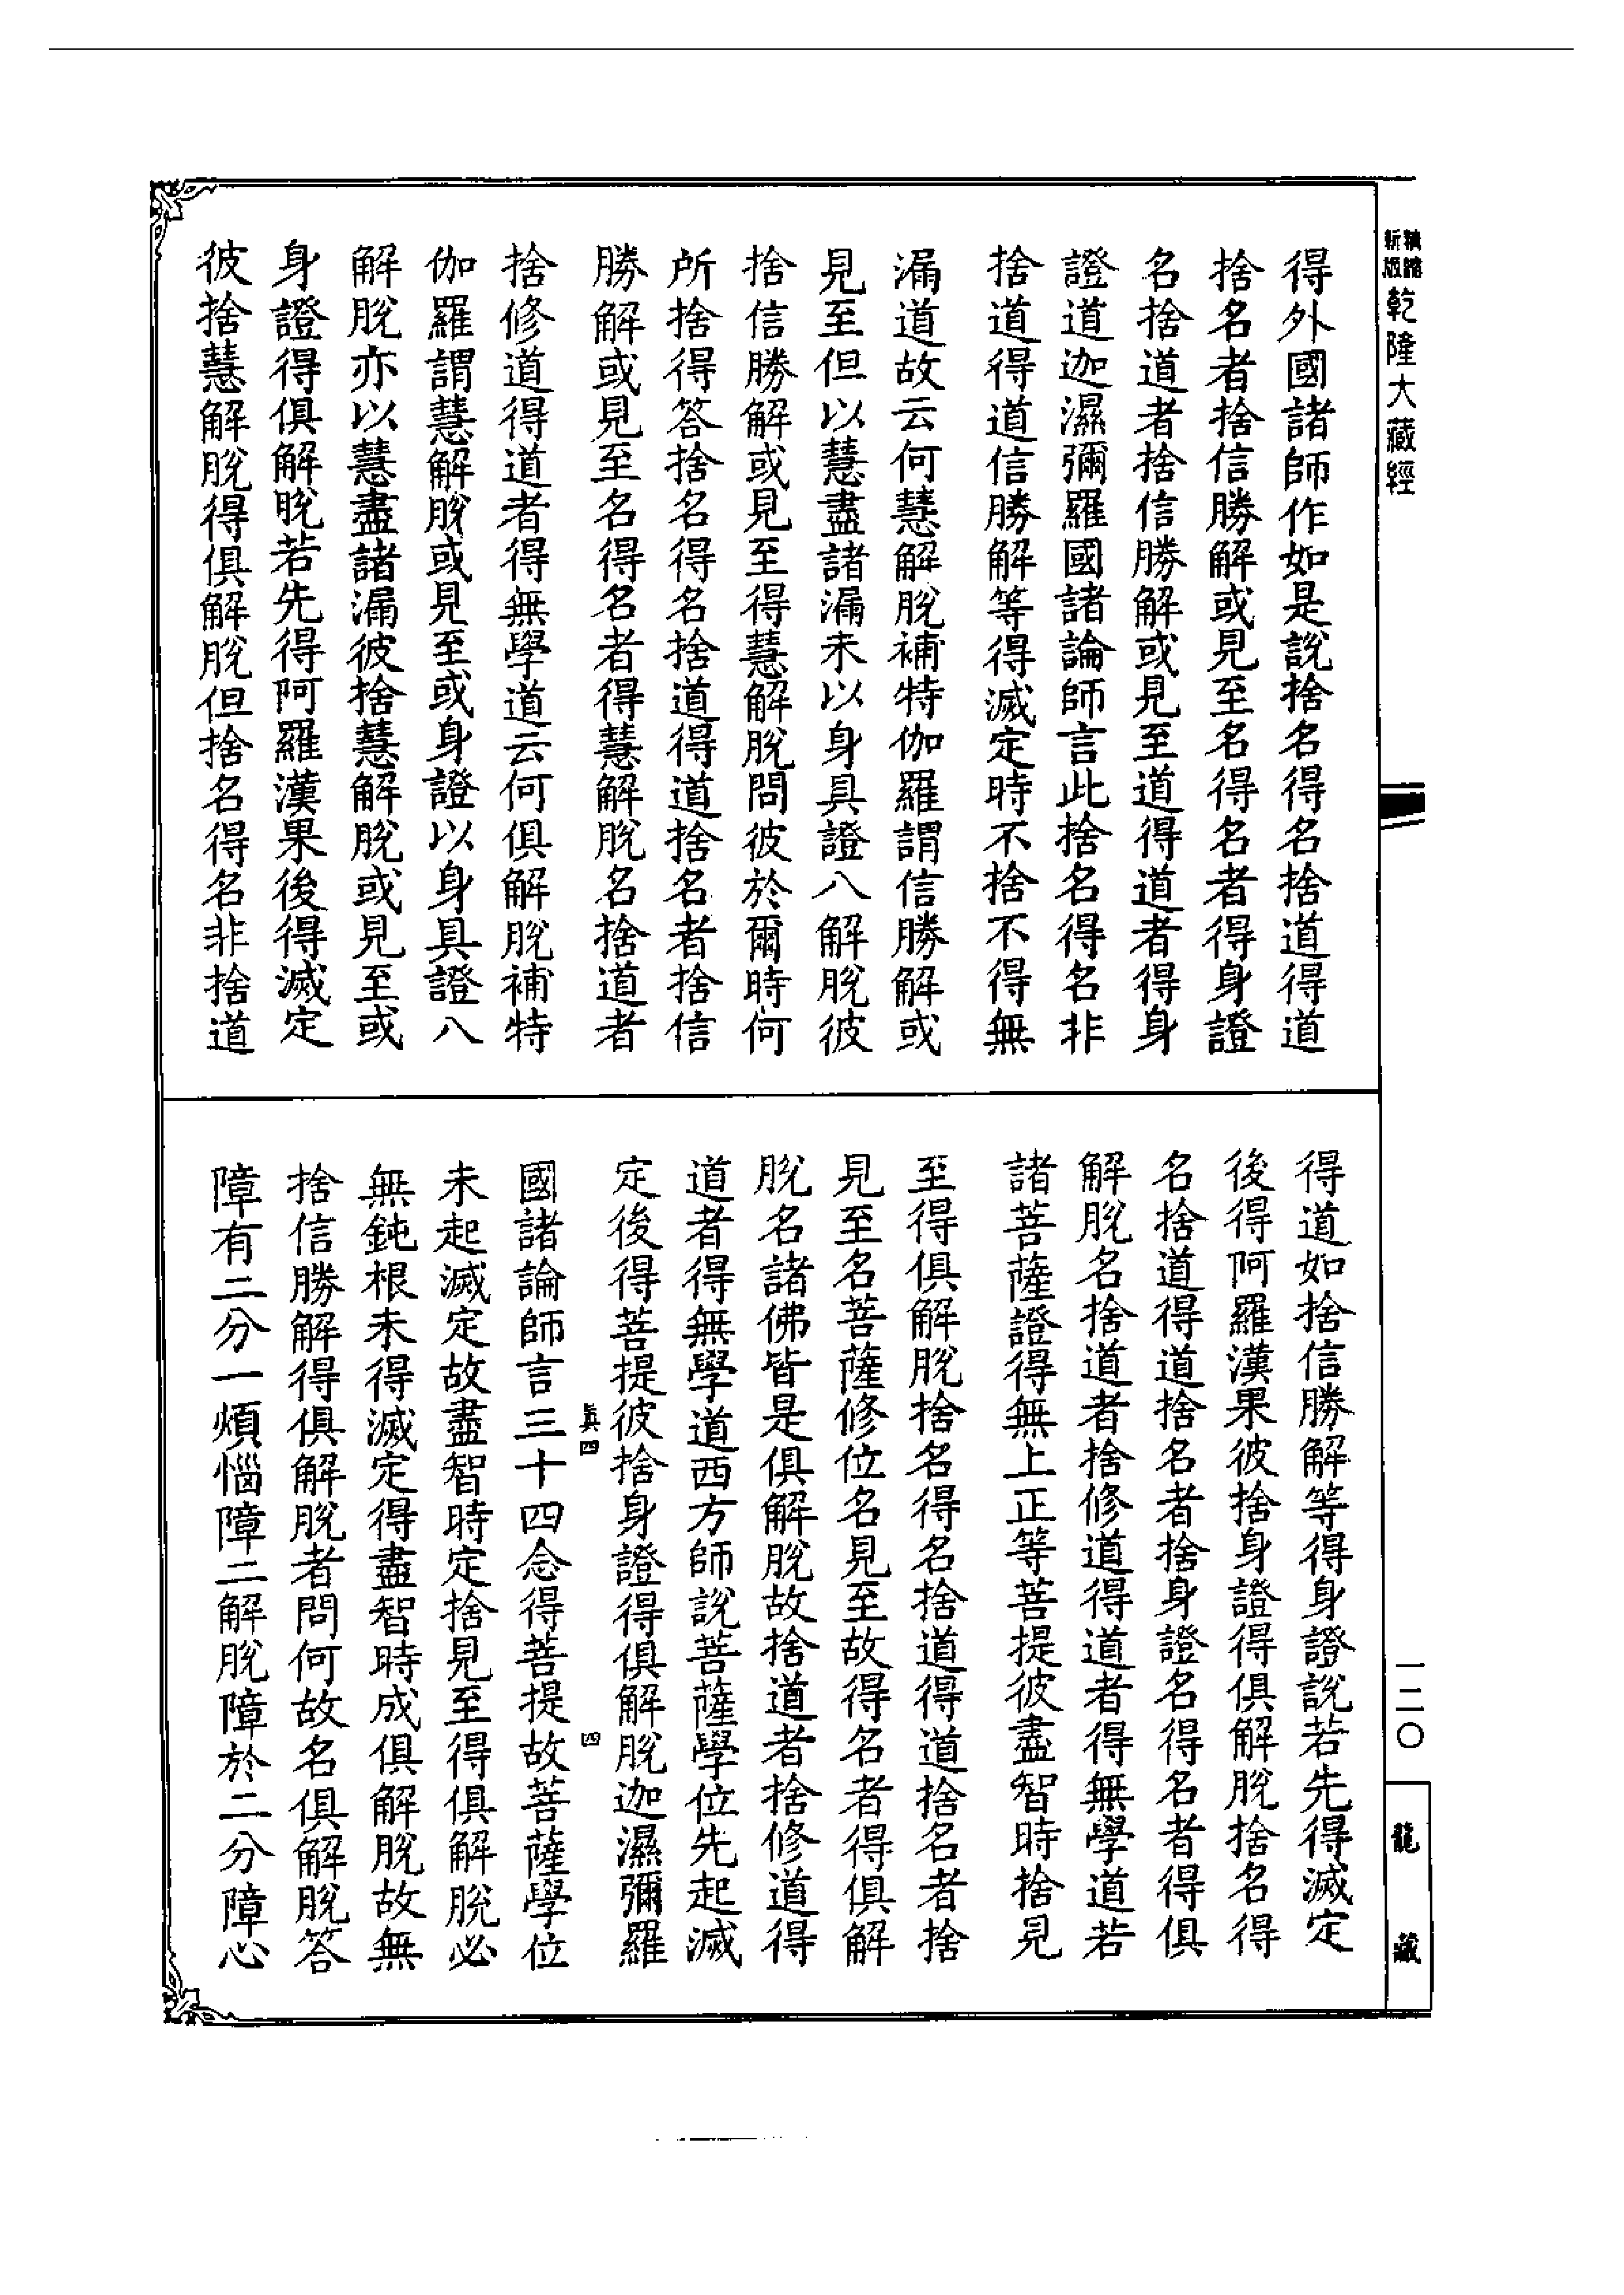 精縮新版乾隆大藏經
得外國諸師作如是說捨名得名捨道得道
捨名者捨信勝解或見至名得名者得身證
名捨道者捨信勝解或見至道得道者得身
證道迦濕彌羅國諸論師言此捨名得名非
捨道得道信勝解等得滅定時不捨不得無
漏道故云何慧解脫補特伽羅謂信勝解或
見至但以慧盡諸漏未以身具證八解脫彼
捨信勝解或見至得慧解脫問彼於爾時何
所捨得答捨名得名捨道得道捨名者捨信
勝解或見至名得名者得慧解脫名捨道者
捨修道得道者得無學道云何俱解脫補特
伽羅謂慧解脫或見至或身證以身具證八
解脫亦以慧盡諸漏彼捨慧解脫或見至或
身證得俱解脫若先得阿羅漢果後得滅定
彼捨慧解脫得俱解脫但捨名得名非捨道
得道如捨信勝解等得身證說若先得滅定
後得阿羅漢果彼捨身證得俱解脫捨名得
名捨道得道捨名者捨身證名得名者得俱
解脫名捨道者捨修道得道者得無學道若
諸菩薩證得無上正等菩提彼盡智時捨見
至得俱解脫捨名得名捨道得道捨名者捨
見至名菩薩修位名見至故得名者得俱解
脫名諸佛皆是俱解脫故捨道者捨修道得
道者得無學道西方師說菩薩學位先起滅
定後得菩提彼捨身證得俱解脫迦濕彌羅
真四
四
國諸論師言三十四念得菩提故菩薩學位
未起滅定故盡智時定捨見至得俱解脫必
無鈍根未得滅定得盡智時成俱解脫故無
捨信勝解得俱解脫者問何故名俱解脫答
障有二分一煩惱障二解脫障於二分障心
一二〇
龍藏